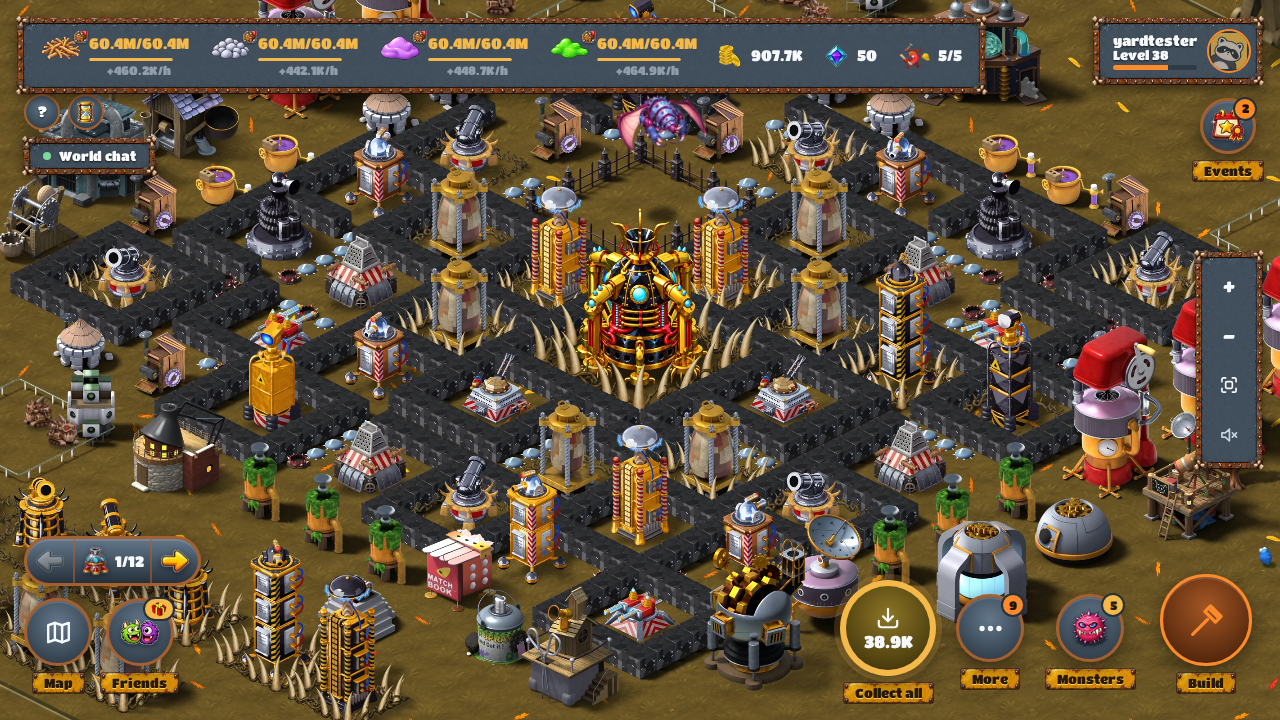 60.4M/60.4M
+460.2K/h
60.4M/60.4M
+442.1K/h
60.4M/60.4M
+448.7K/h
60.4M/60.4M
+464.9K/h
907.7K
50
5/5
yardtester
Level 38
?
World chat
2
Events
MATCH
BOOK
1/12
Map
Friends
38.9K
Collect all
9
More
5
Monsters
Build